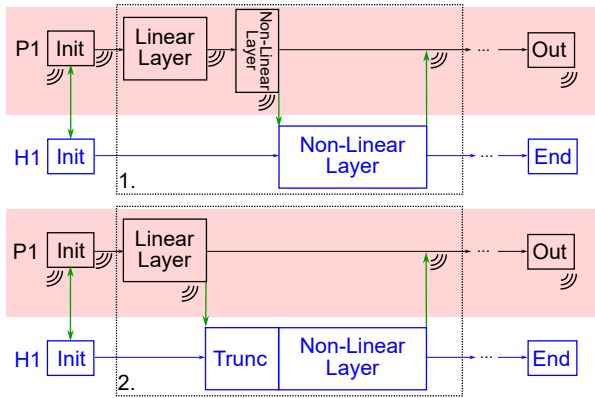 P1 Init Linear Layer Non-Linear Layer ... Out
H1 Init Non-Linear Layer ... End
1.
P1 Init Linear Layer ... Out
H1 Init Trunc Non-Linear Layer ... End
2.